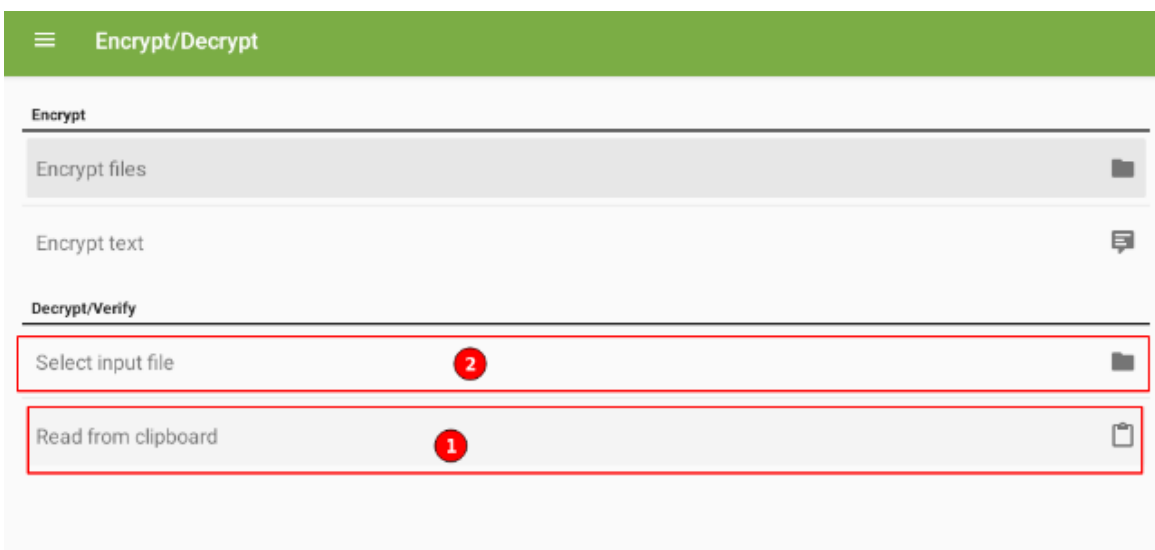 Encrypt/Decrypt
Encrypt
Encrypt files
Encrypt text
Decrypt/Verify
Select input file 2
Read from clipboard 1